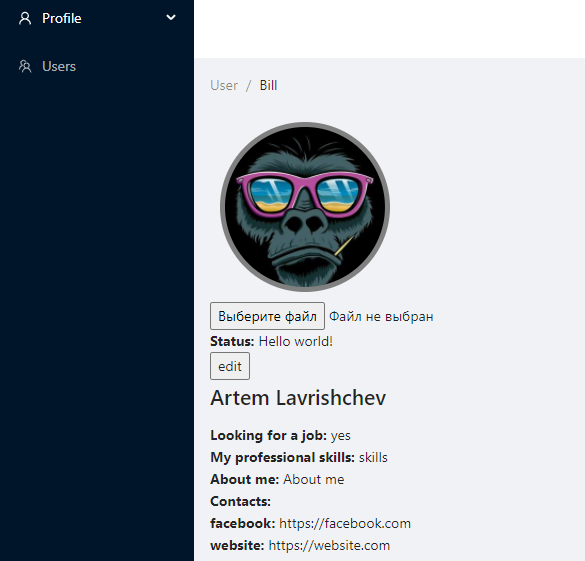 Profile
Users
User / Bill
Выберите файл Файл не выбран
Status: Hello world!
edit
Artem Lavrishchev
Looking for a job: yes
My professional skills: skills
About me: About me
Contacts:
facebook: https://facebook.com
website: https://website.com